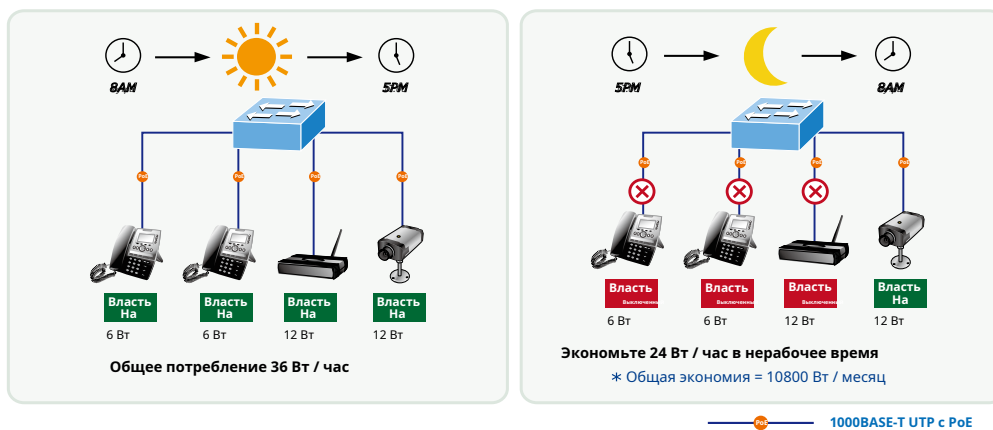 8AM
5PM
5PM
8AM
PoE
PoE
PoE
PoE
PoE
PoE
PoE
PoE
Власть
На
Власть
На
Власть
На
Власть
На
Власть
Выключенны
Власть
Выключенны
Власть
Выключенны
Власть
На
6 Вт
6 Вт
12 Вт
12 Вт
6 Вт
6 Вт
12 Вт
12 Вт
Общее потребление 36 Вт / час
Экономьте 24 Вт / час в нерабочее время
* Общая экономия = 10800 Вт / месяц
PoE
1000BASE-T UTP с PoE